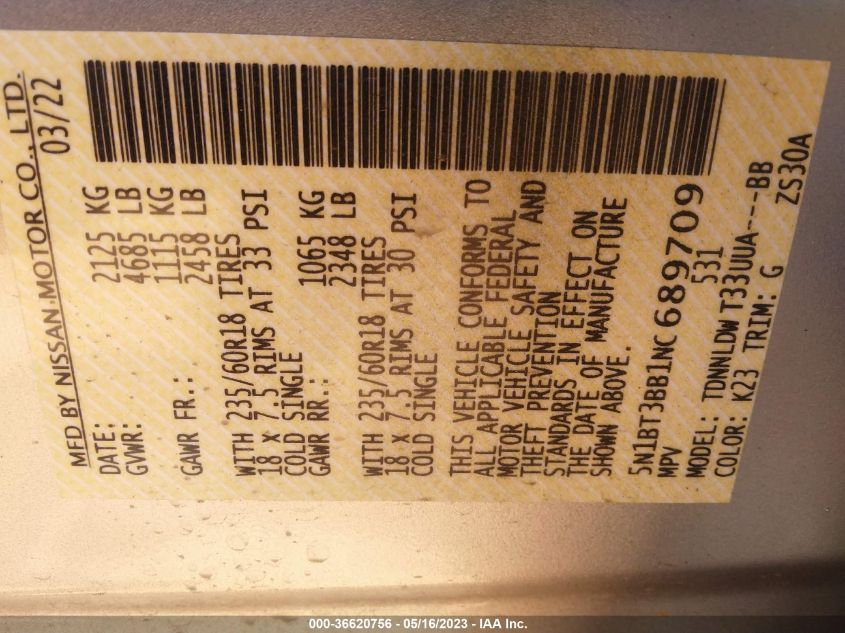 MFD BY NISSAN MOTOR CO., LTD.
DATE: 03/22
GVWR: 2125 KG
4685 LB
GAWR FR.: 1115 KG
2458 LB
WITH 235/60R18 TIRES
18 X 7.5 RIMS AT 33 PSI
COLD SINGLE
GAWR RR.: 1065 KG
2348 LB
WITH 235/60R18 TIRES
18 X 7.5 RIMS AT 30 PSI
COLD SINGLE
THIS VEHICLE CONFORMS TO
ALL APPLICABLE FEDERAL
MOTOR VEHICLE SAFETY AND
THEFT PREVENTION
STANDARDS IN EFFECT ON
THE DATE OF MANUFACTURE
SHOWN ABOVE.
5N1BT3BB1NC689709
MPV 531
MODEL: TDNNLDW T33UUA----BB
COLOR: K23 TRIM: G ZS30A
000-36620756 - 05/16/2023 - IAA Inc.